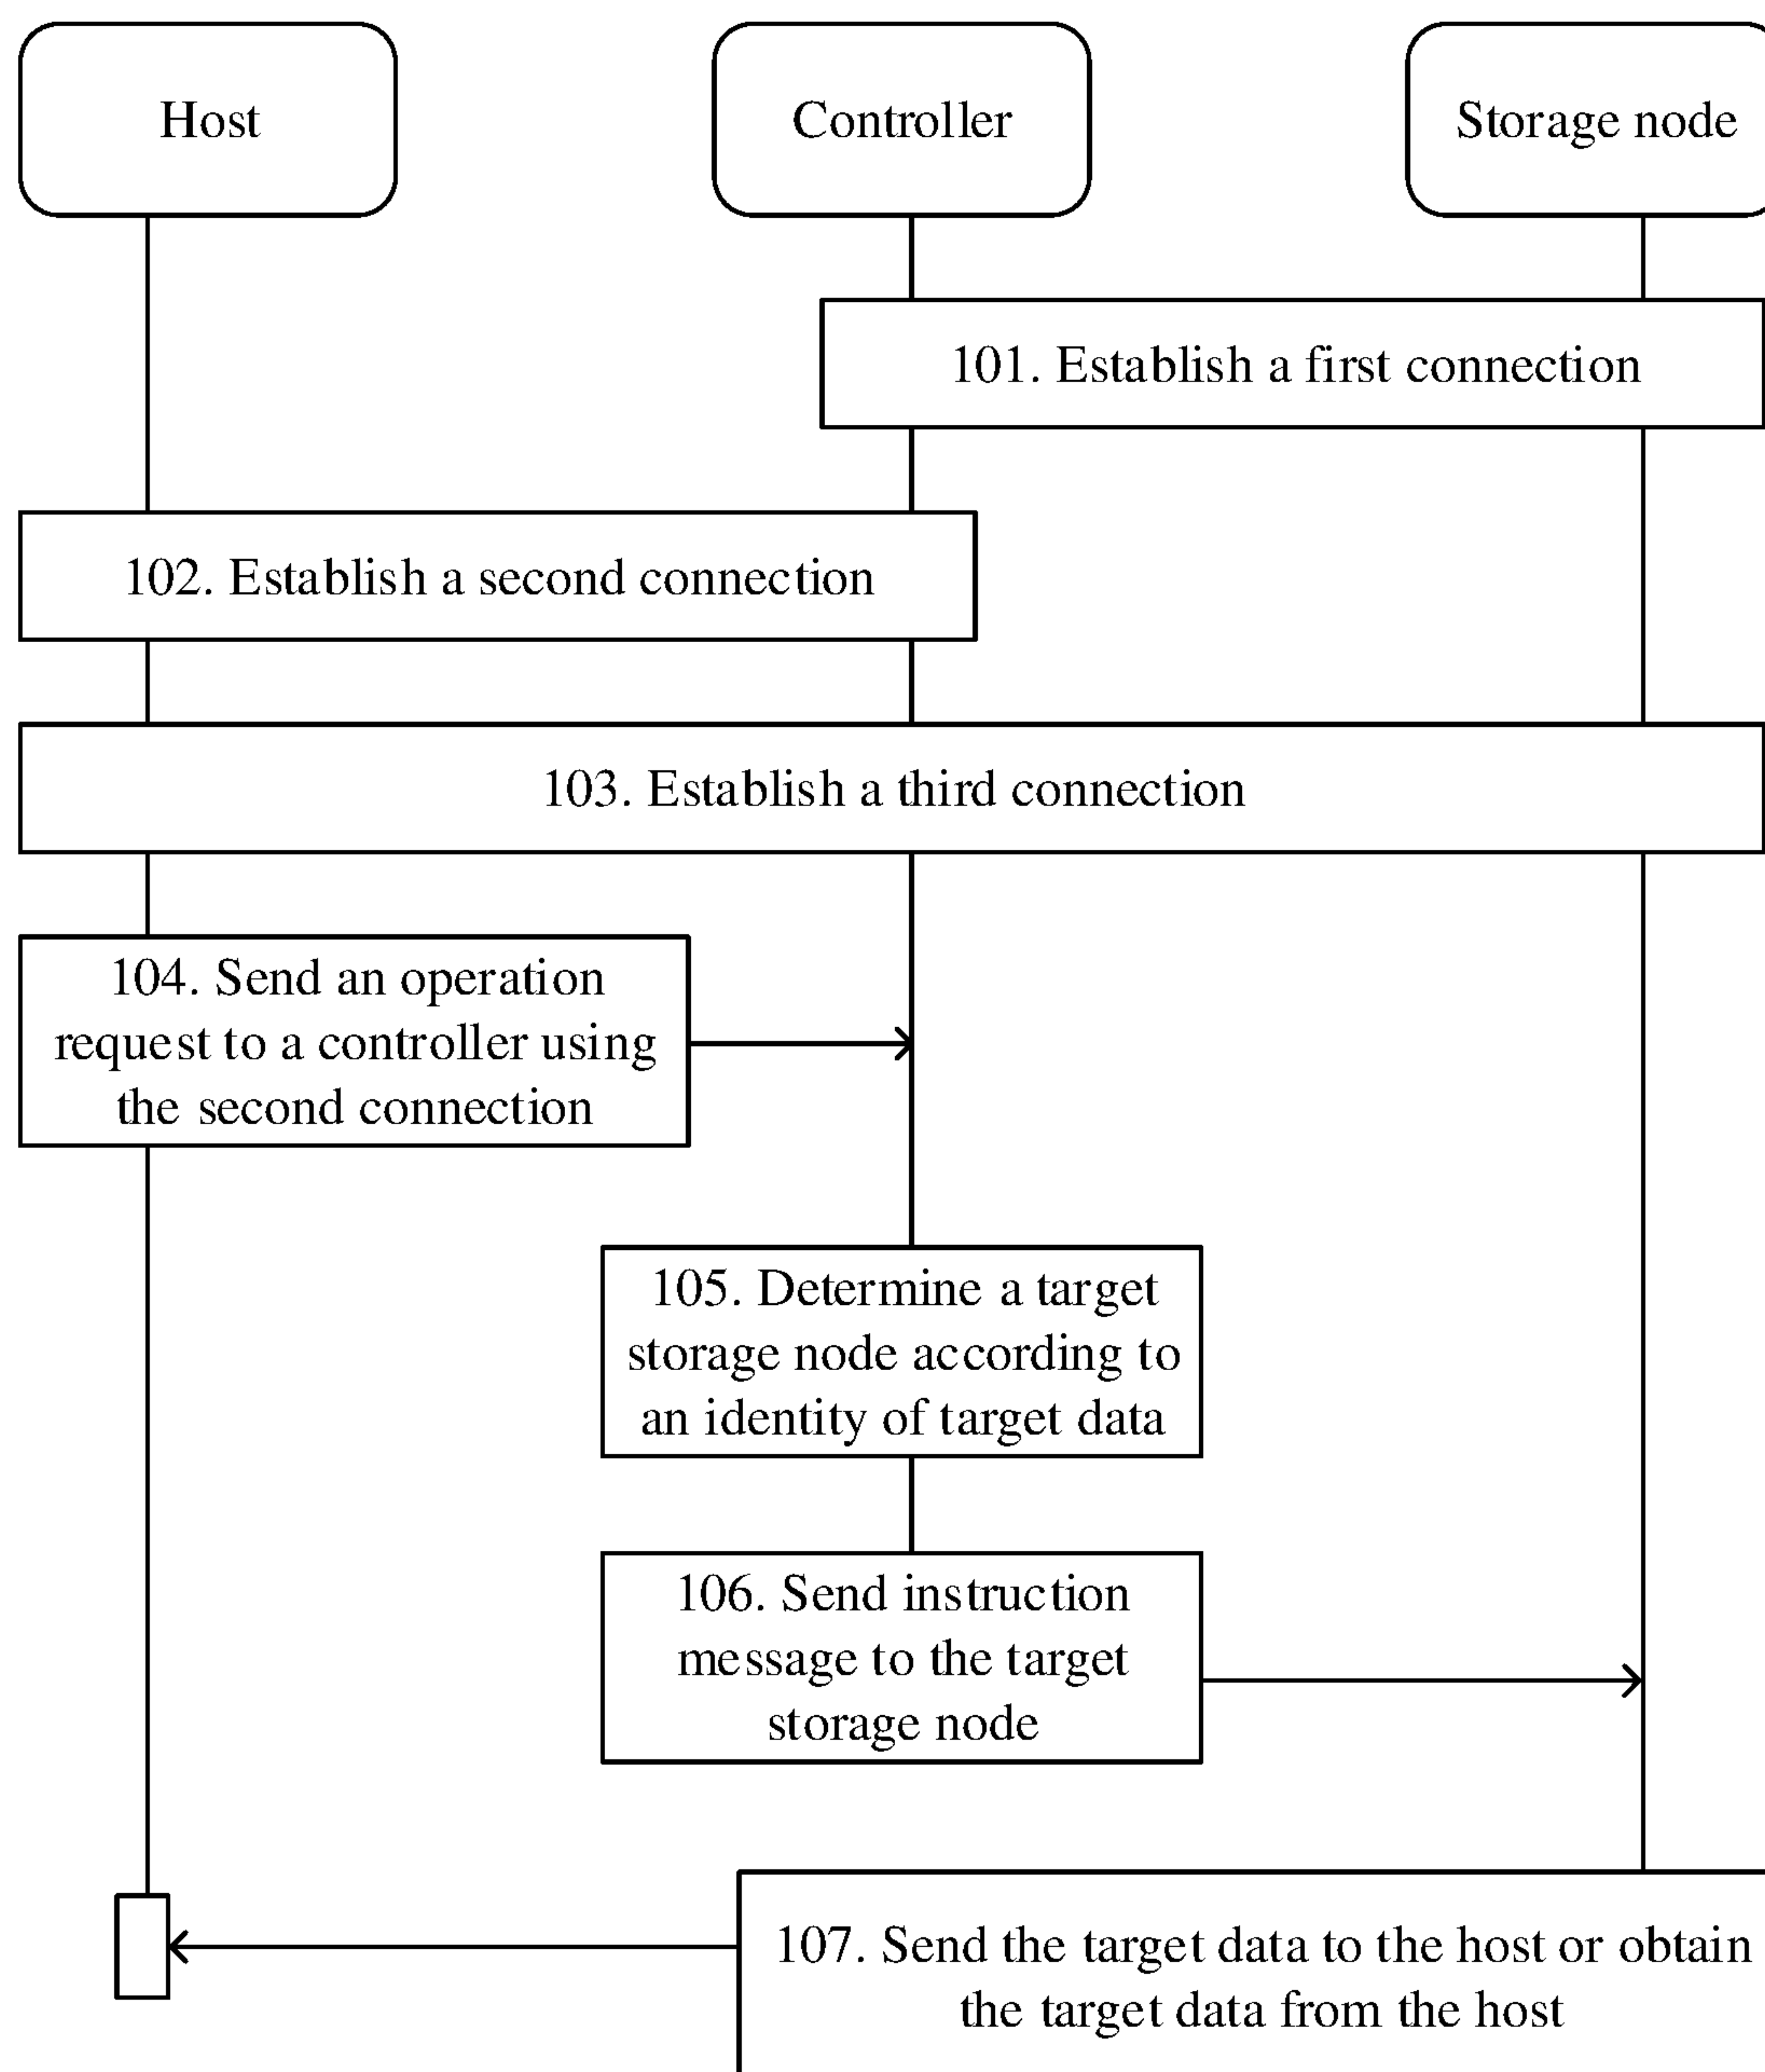 Host
Controller
Storage node
101. Establish a first connection
102. Establish a second connection
103. Establish a third connection
104. Send an operation
request to a controller using
the second connection
105. Determine a target
storage node according to
an identity of target data
106. Send instruction
message to the target
storage node
107. Send the target data to the host or obtain
the target data from the host